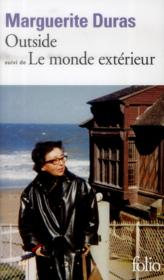 Marguerite Duras
Outside
suivi de Le monde extérieur
folio